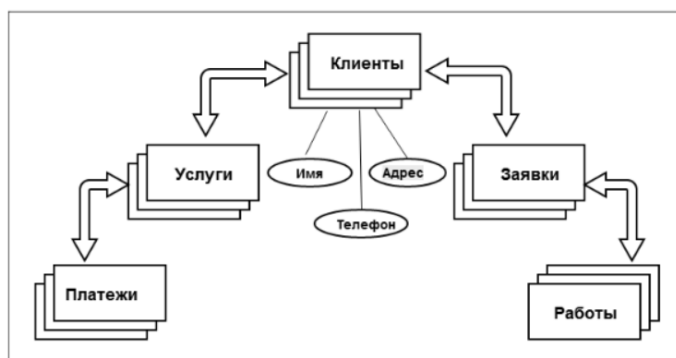 Клиенты
Услуги
Имя
Адрес
Заявки
Телефон
Платежи
Работы